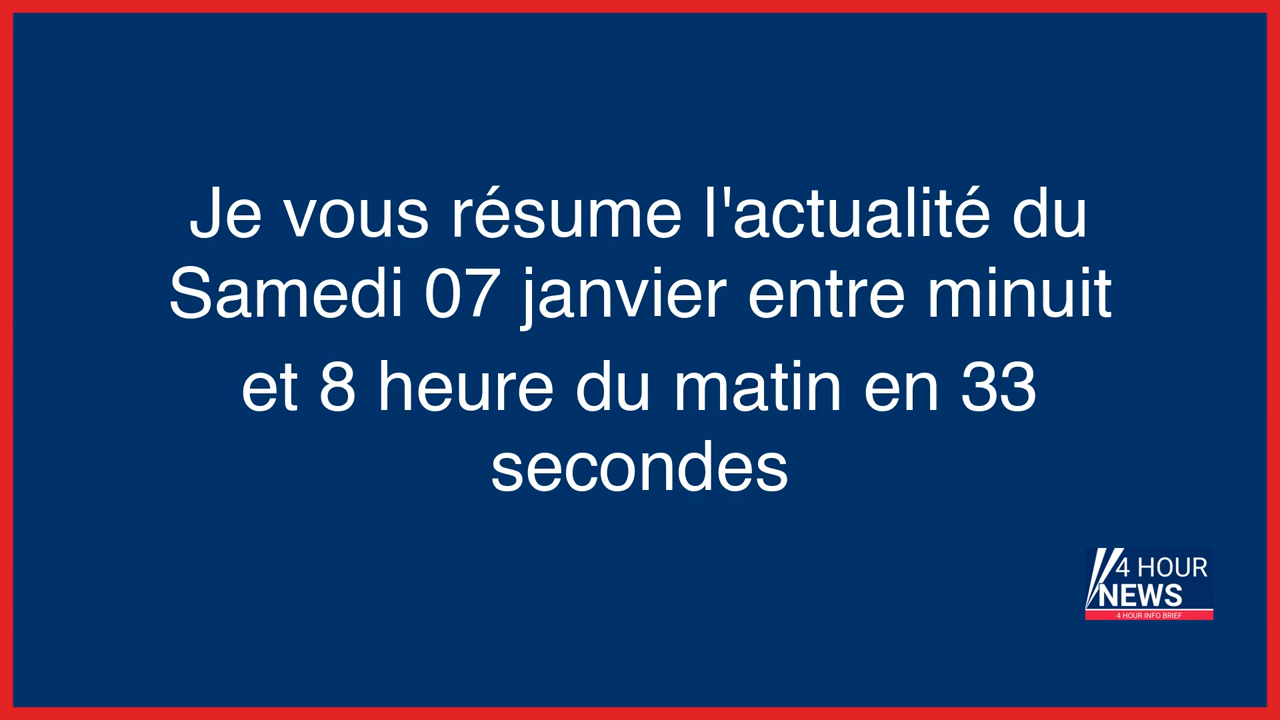 Je vous résume l'actualité du
Samedi 07 janvier entre minuit
et 8 heure du matin en 33
secondes
4 HOUR
NEWS
4 HOUR INFO BRIEF